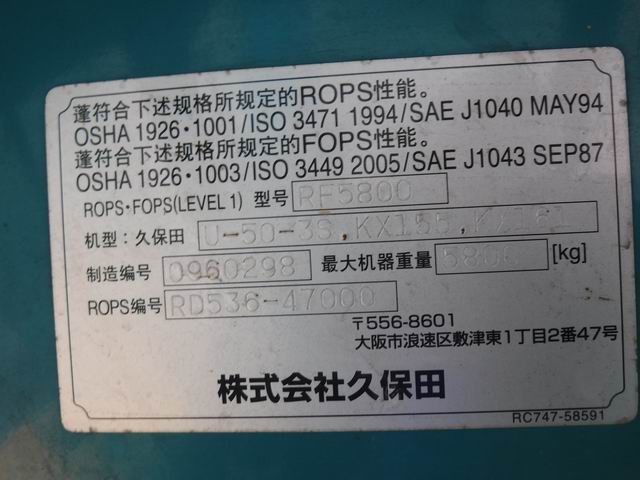 蓬符合下述规格所规定的ROPS性能。
OSHA 1926・1001/ISO 3471 1994/SAE J1040 MAY94
蓬符合下述规格所规定的FOPS性能。
OSHA 1926・1003/ISO 3449 2005/SAE J1043 SEP87
ROPS・FOPS(LEVEL 1) 型号 RF5800
机型：久保田 U-50-3S,KX155,KX161
制造编号 0960298 最大机器重量 5800 [kg]
ROPS编号 RD536-47000
〒556-8601
大阪市浪速区敷津東1丁目2番47号
株式会社久保田
RC747-58591